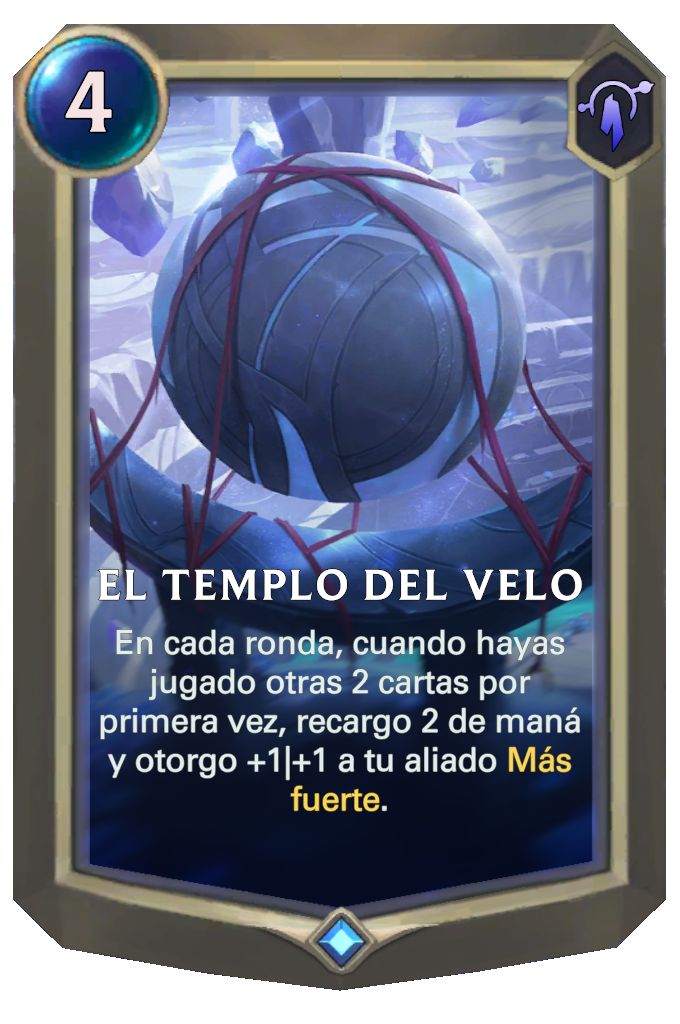 4
EL TEMPLO DEL VELO
En cada ronda, cuando hayas
jugado otras 2 cartas por
primera vez, recargo 2 de maná
y otorgo +1|+1 a tu aliado Más
fuerte.